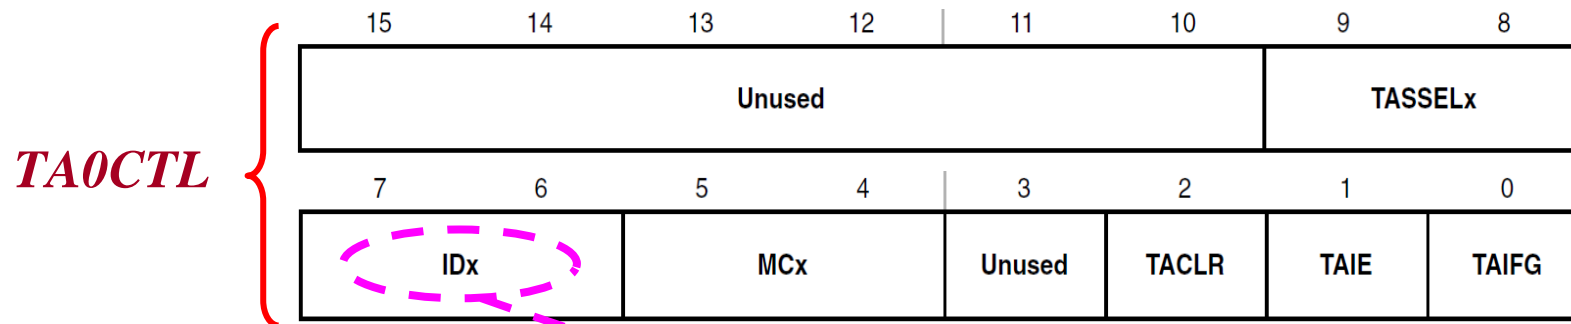 15 14 13 12 11 10 9 8
Unused TASSELx
TA0CTL
7 6 5 4 3 2 1 0
IDx MCx Unused TACLR TAIE TAIFG